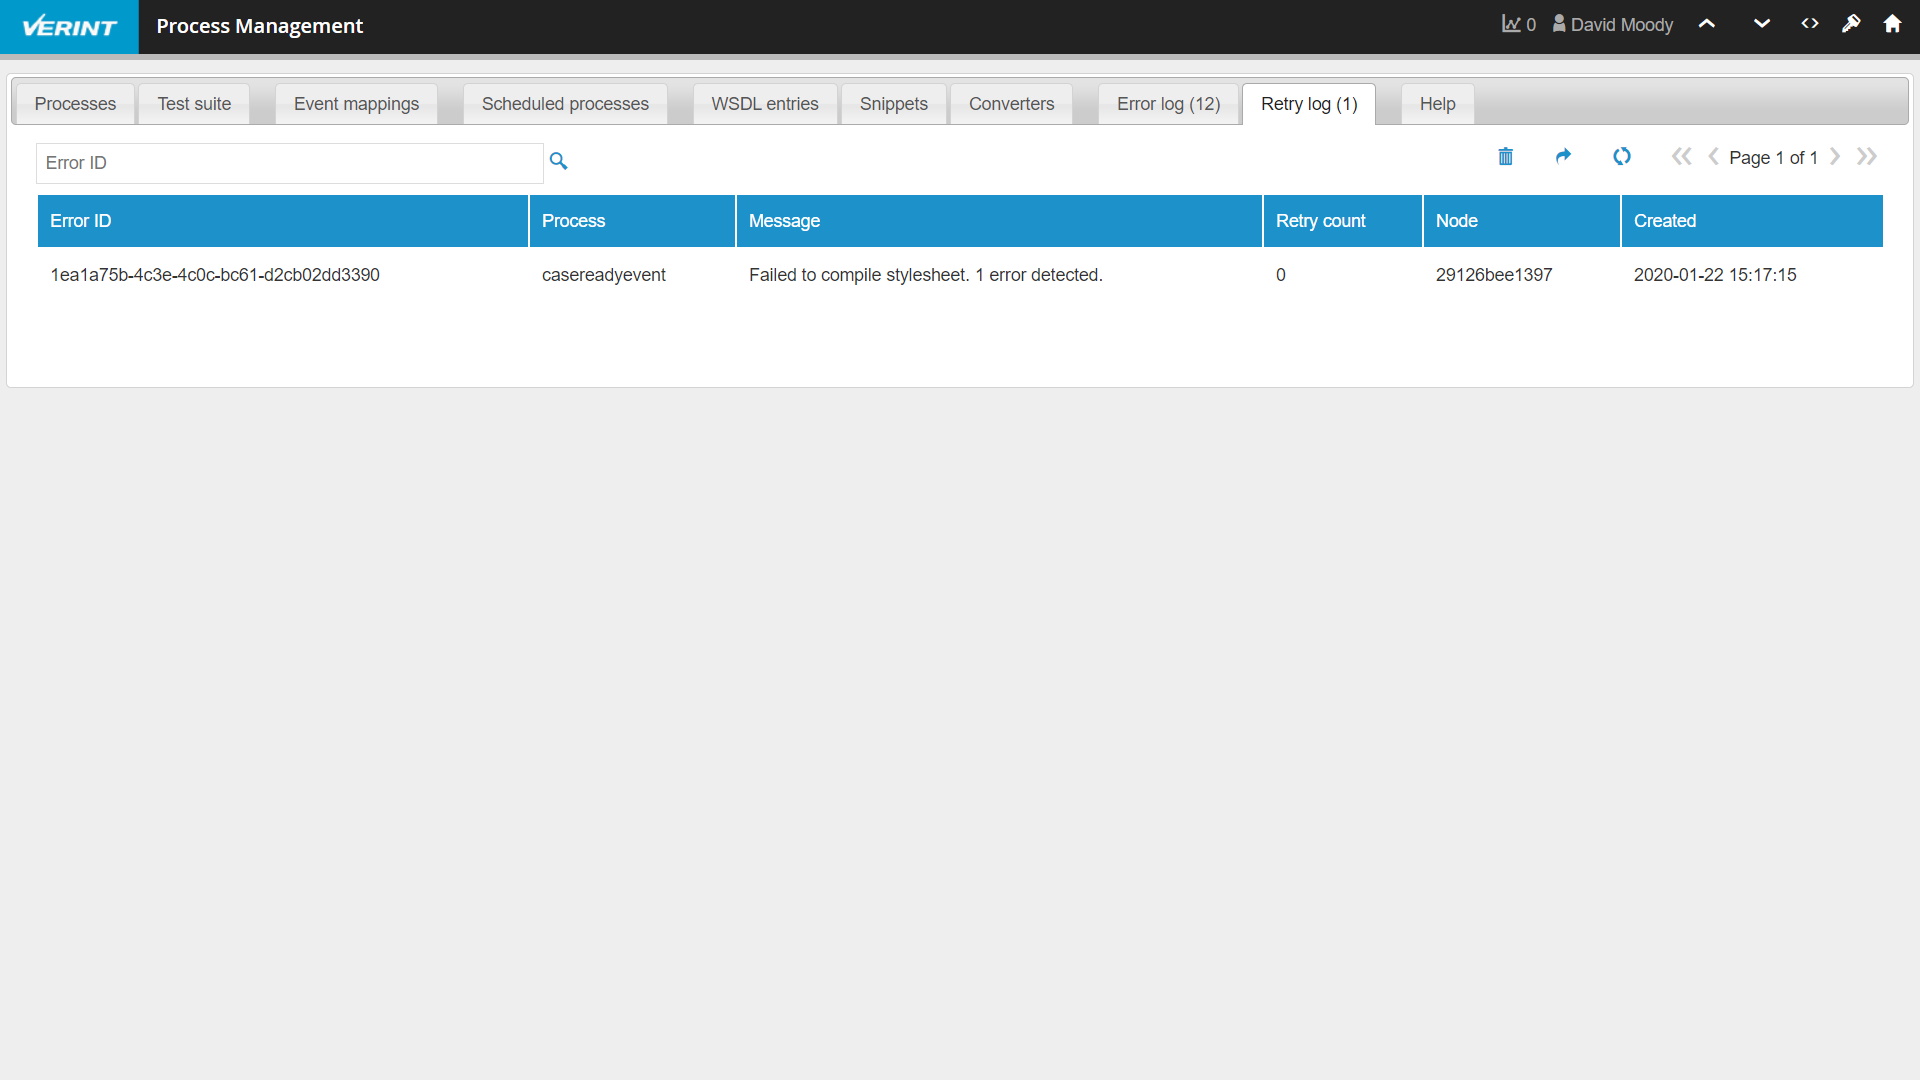 VERINT Process Management 0 David Moody
Processes Test suite Event mappings Scheduled processes WSDL entries Snippets Converters Error log (12) Retry log (1) Help
Error ID Page 1 of 1
Error ID Process Message Retry count Node Created
1ea1a75b-4c3e-4c0c-bc61-d2cb02dd3390 casereadyevent Failed to compile stylesheet. 1 error detected. 0 29126bee1397 2020-01-22 15:17:15